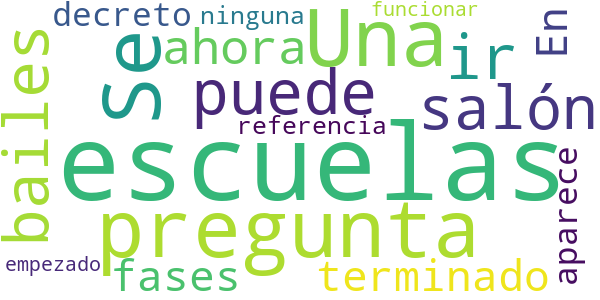 decreto
ninguna
funcionar
Se
ahora
Una
ir
En
bailes
puede
salón
referencia
escuelas
pregunta
aparece
empezado
fases
terminado